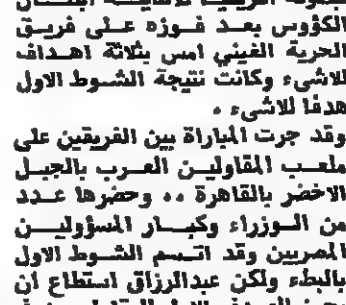 الكؤوس بعد فوزه على فريق
الحرية الغيني امس بثلاثة اهداف
للاشيء وكانت نتيجة الشوط الاول
هدفا للاشيء .
وقد جرت المباراة بين الفريقين على
ملعب المقاولين العرب بالجبل
الاخضر بالقاهرة .. وحضرها عدد
من الوزراء وكبار المسؤولين
المصريين وقد اتسم الشوط الاول
بالبطء ولكن عبدالرزاق استطاع ان